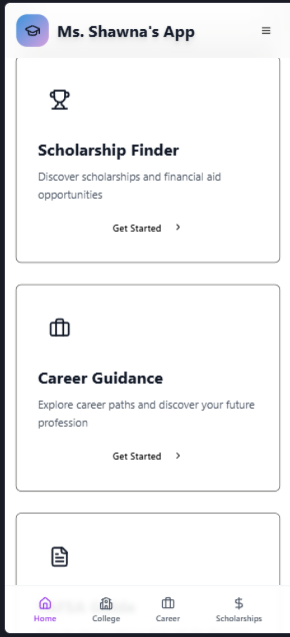 Ms. Shawna's App
Scholarship Finder
Discover scholarships and financial aid
opportunities
Get Started
Career Guidance
Explore career paths and discover your future
profession
Get Started
Home College Career Scholarships